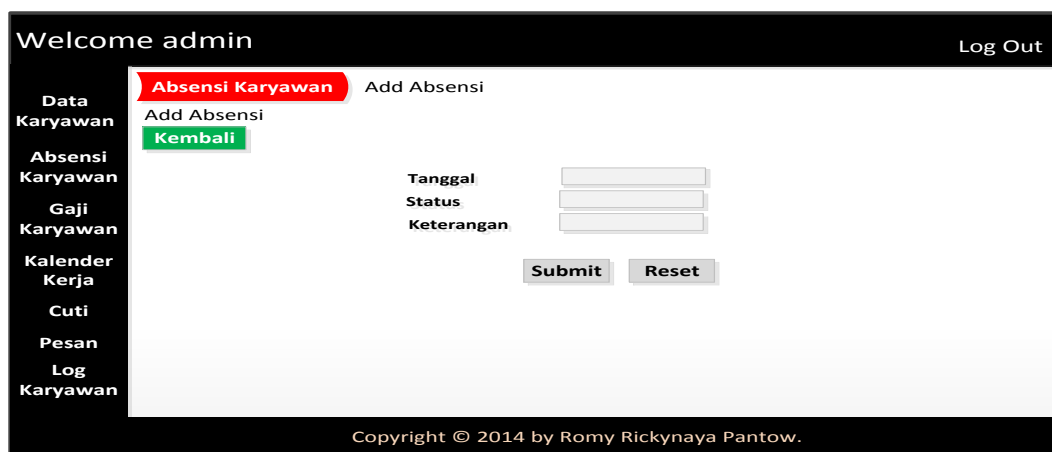 Welcome admin
Log Out
Data
Karyawan
Absensi
Karyawan
Gaji
Karyawan
Kalender
Kerja
Cuti
Pesan
Log
Karyawan
Absensi Karyawan
Add Absensi
Add Absensi
Kembali
Tanggal
Status
Keterangan
Submit
Reset
Copyright © 2014 by Romy Rickynaya Pantow.